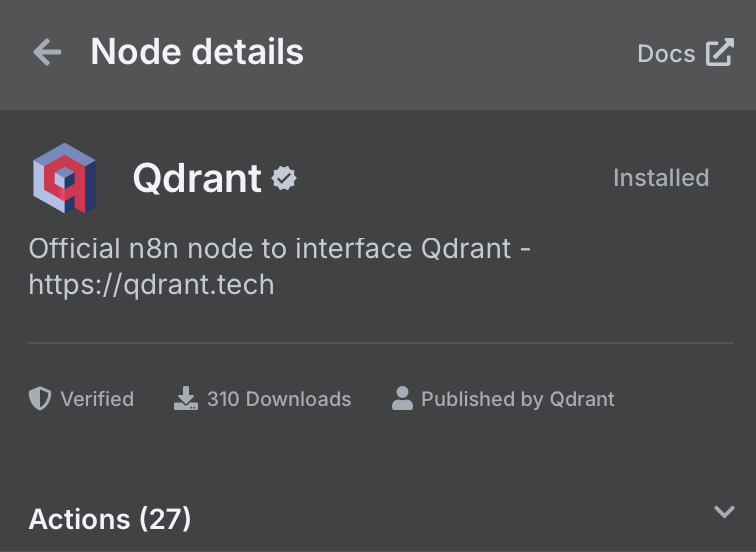 Node details
Docs
Qdrant
Installed
Official n8n node to interface Qdrant -
https://qdrant.tech
Verified
310 Downloads
Published by Qdrant
Actions (27)